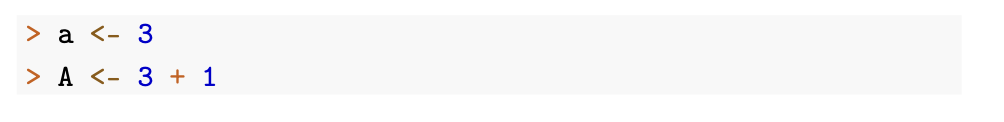 > a <- 3
> A <- 3 + 1